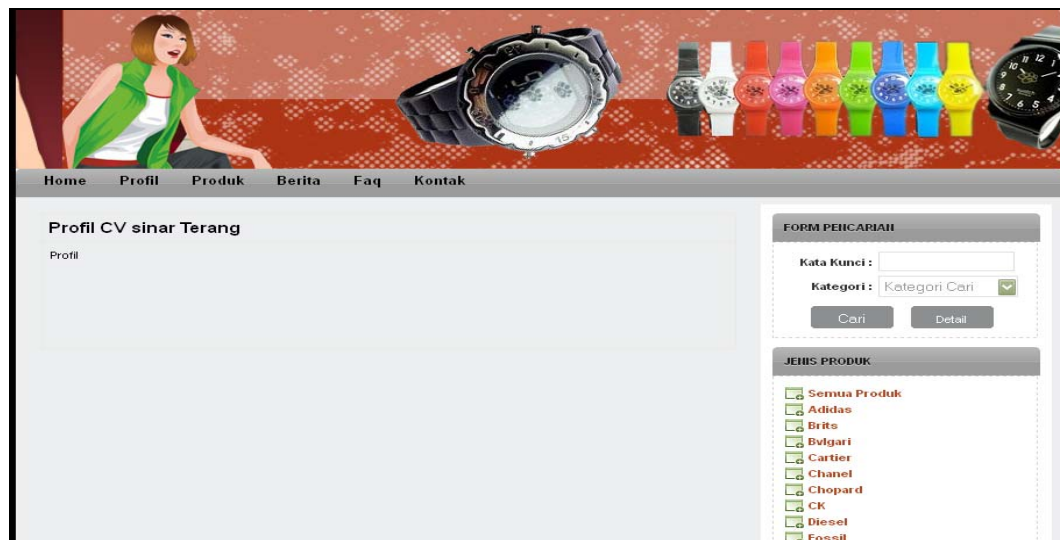 Home Profil Produk Berita Faq Kontak
Profil CV sinar Terang
Profil
FORM PENCARIAN
Kata Kunci :
Kategori : Kategori Cari
Cari Detail
JENIS PRODUK
Semua Produk
Adidas
Brits
Bvlgari
Cartier
Chanel
Chopard
CK
Diesel
Fossil